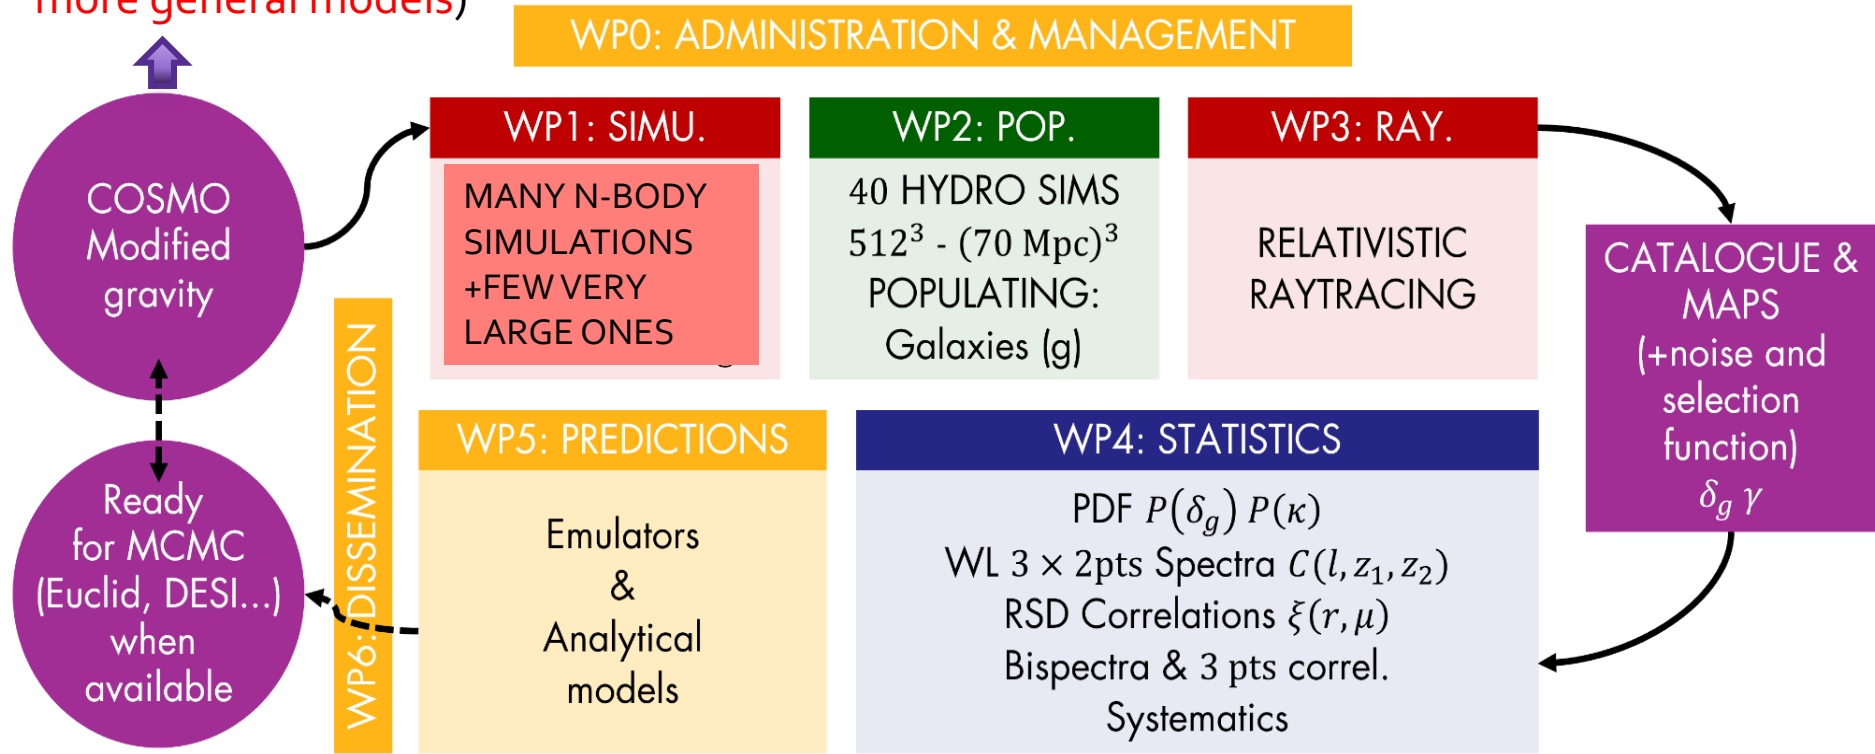 more general models)
WP0: ADMINISTRATION & MANAGEMENT
COSMO
Modified
gravity
WP1: SIMU.
MANY N-BODY
SIMULATIONS
+FEW VERY
LARGE ONES
WP2: POP.
40 HYDRO SIMS
512³ - (70 Mpc)³
POPULATING:
Galaxies (g)
WP3: RAY.
RELATIVISTIC
RAYTRACING
CATALOGUE &
MAPS
(+noise and
selection
function)
δ_g γ
WP4: STATISTICS
PDF P(δ_g) P(κ)
WL 3 × 2pts Spectra C(l, z₁, z₂)
RSD Correlations ξ(r, μ)
Bispectra & 3 pts correl.
Systematics
WP5: PREDICTIONS
Emulators
&
Analytical
models
WP6:DISSEMINATION
Ready
for MCMC
(Euclid, DESI...)
when
available